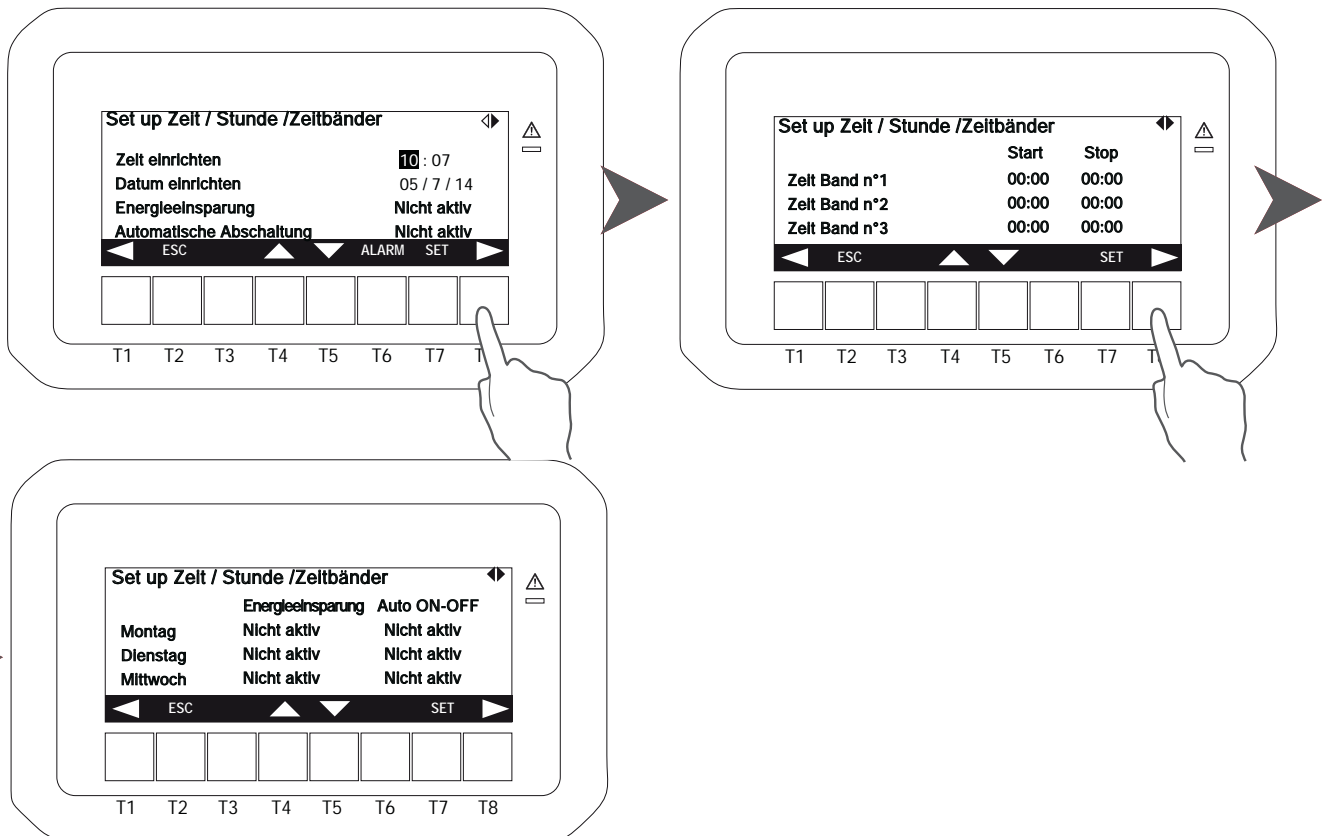 Set up Zeit / Stunde /Zeitbänder
Zeit einrichten 10 : 07
Datum einrichten 05 / 7 / 14
Energieeinsparung Nicht aktiv
Automatische Abschaltung Nicht aktiv
ESC ALARM SET
T1 T2 T3 T4 T5 T6 T7 T
Set up Zeit / Stunde /Zeitbänder
Start Stop
Zeit Band n°1 00:00 00:00
Zeit Band n°2 00:00 00:00
Zeit Band n°3 00:00 00:00
ESC SET
T1 T2 T3 T4 T5 T6 T7 T8
Set up Zeit / Stunde /Zeitbänder
Energieeinsparung Auto ON-OFF
Montag Nicht aktiv Nicht aktiv
Dienstag Nicht aktiv Nicht aktiv
Mittwoch Nicht aktiv Nicht aktiv
ESC SET
T1 T2 T3 T4 T5 T6 T7 T8